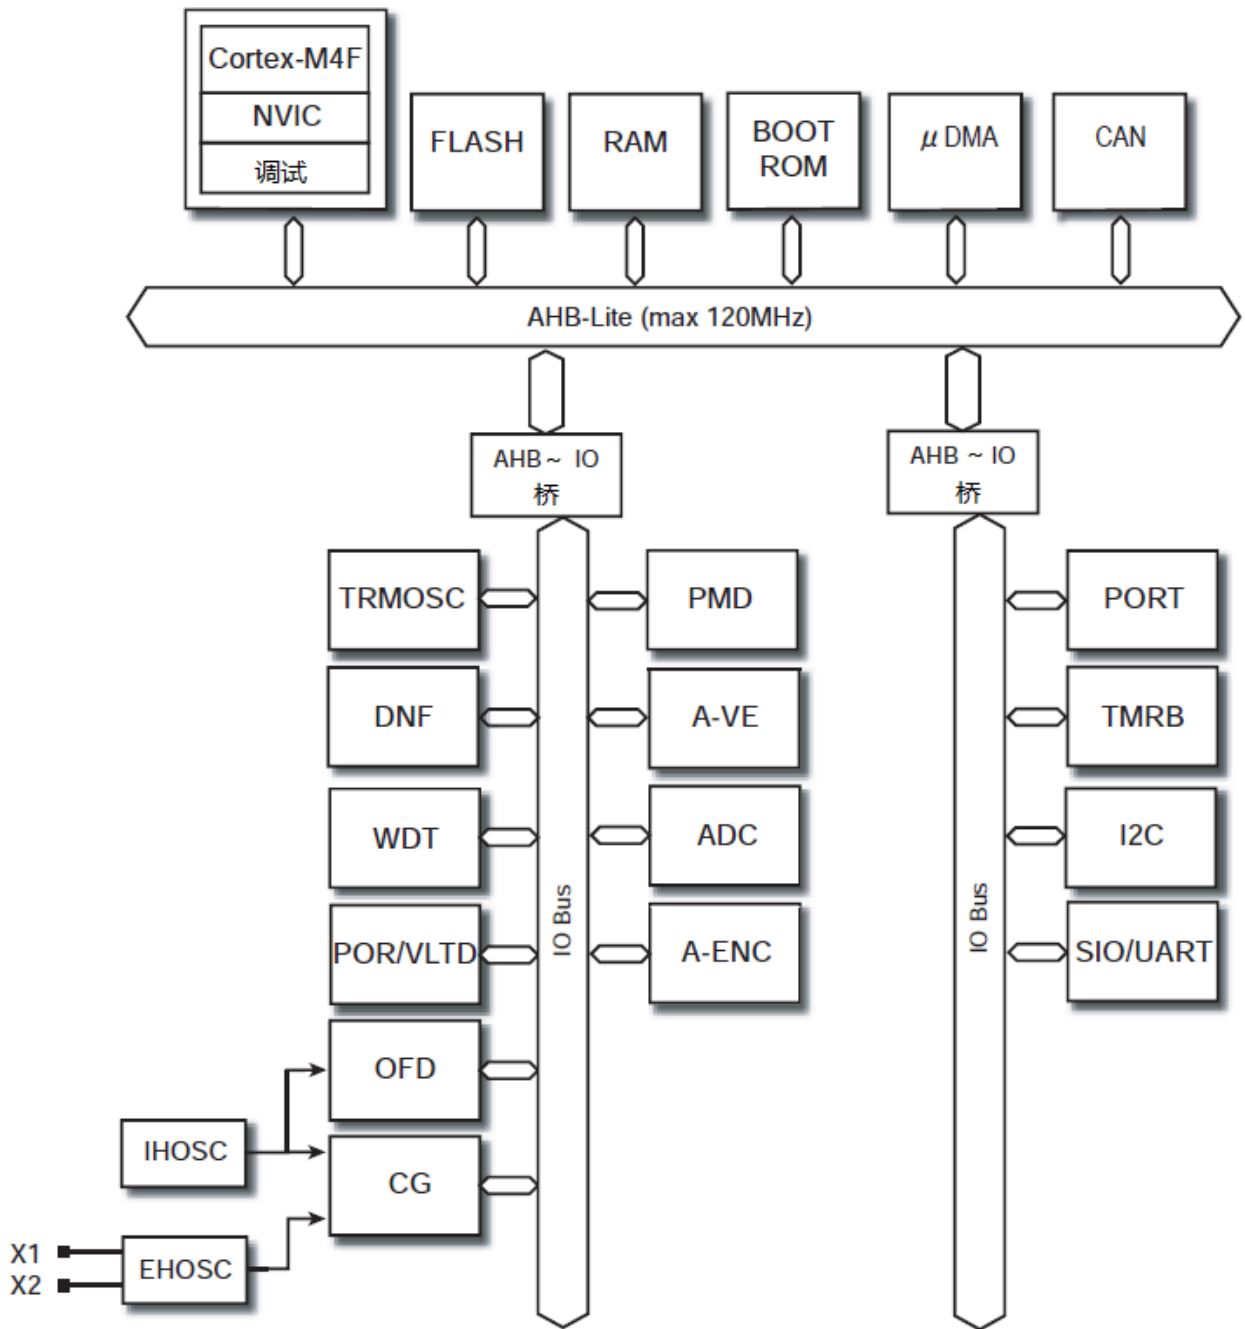 Cortex-M4F
NVIC
调试
FLASH
RAM
BOOT
ROM
μ DMA
CAN
AHB-Lite (max 120MHz)
AHB ~ IO
桥
AHB ~ IO
桥
TRMOSC
PMD
PORT
DNF
A-VE
TMRB
WDT
ADC
I2C
IO Bus
IO Bus
POR/VLTD
A-ENC
SIO/UART
OFD
IHOSC
CG
X1
X2
EHOSC